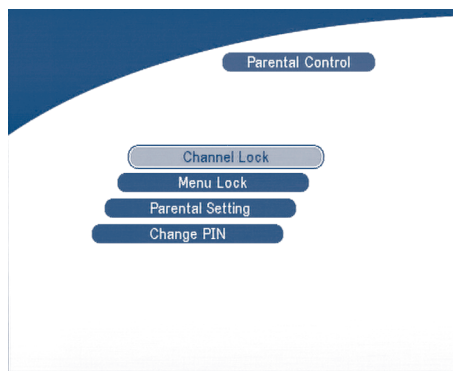 Parental Control
Channel Lock
Menu Lock
Parental Setting
Change PIN